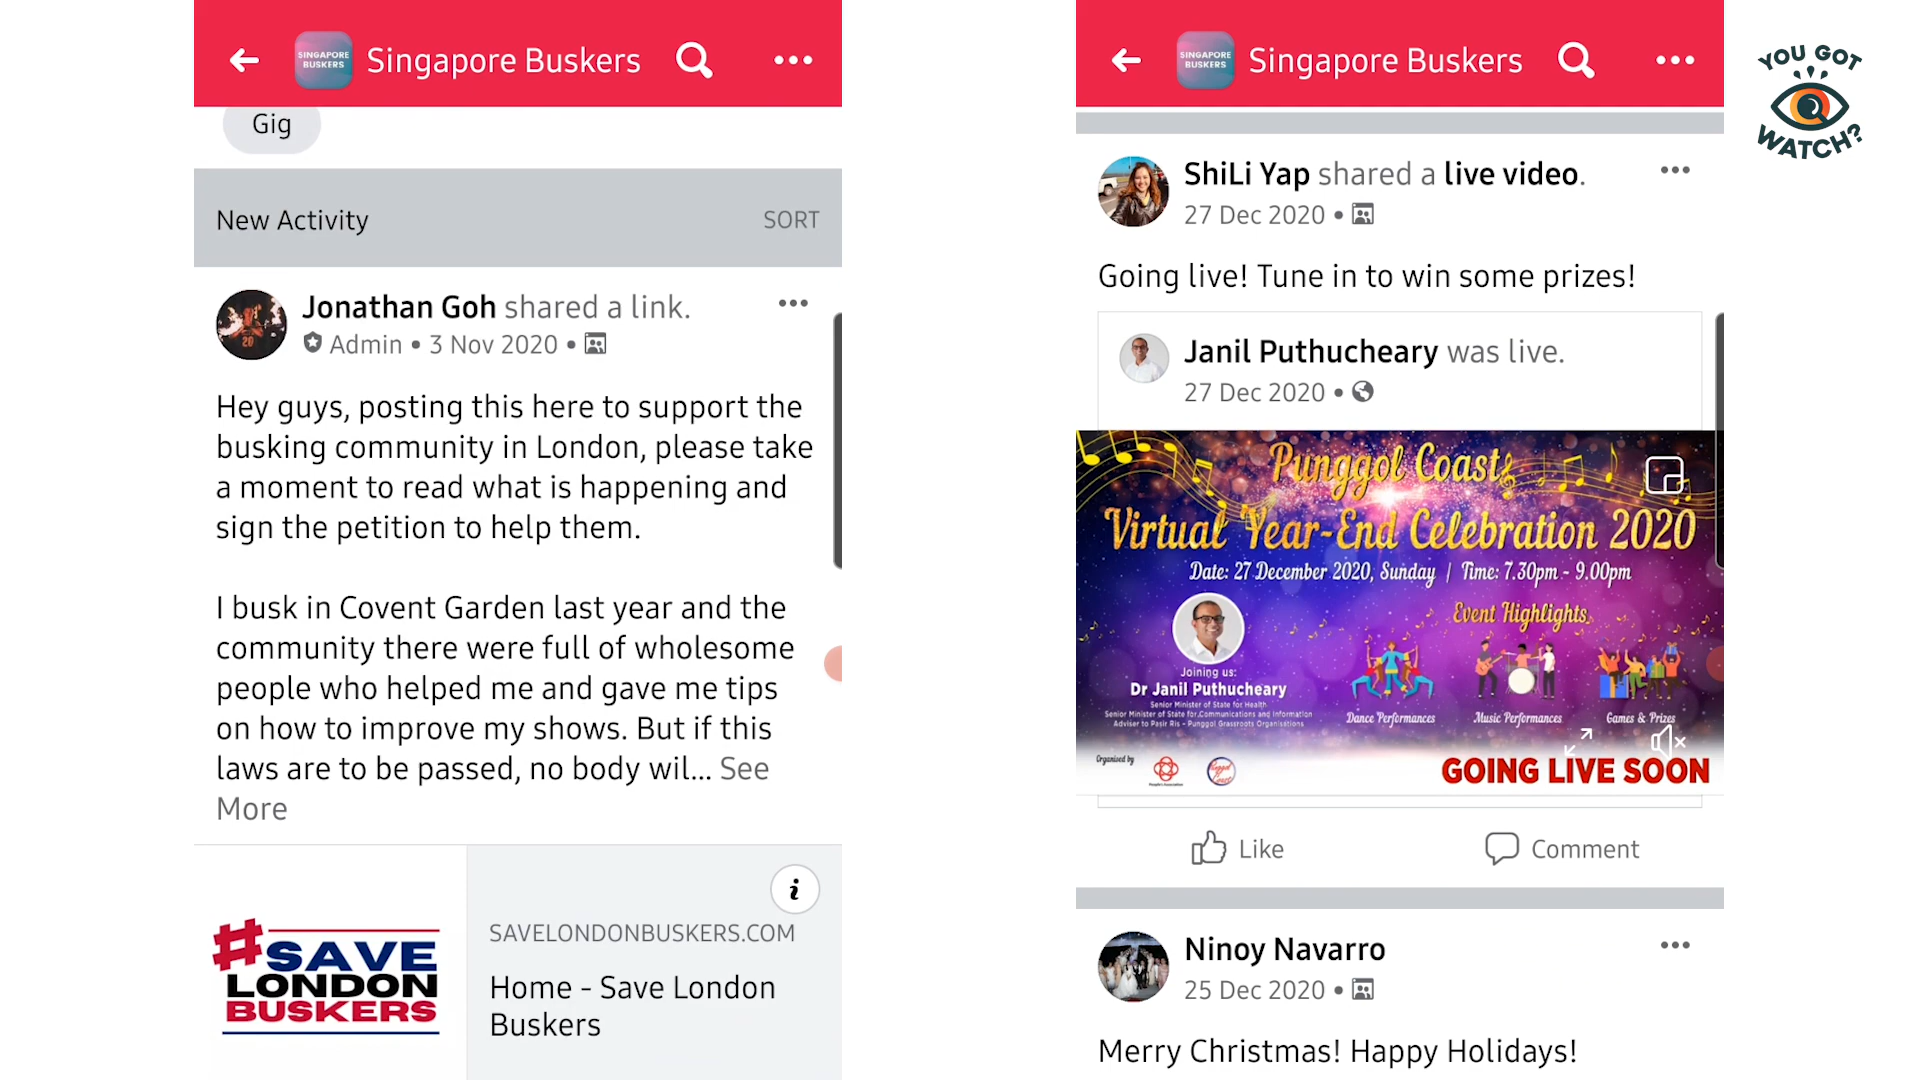 SINGAPORE
BUSKERS
Singapore Buskers
Gig
New Activity
SORT
Jonathan Goh shared a link.
Admin • 3 Nov 2020 •
Hey guys, posting this here to support the
busking community in London, please take
a moment to read what is happening and
sign the petition to help them.
I busk in Covent Garden last year and the
community there were full of wholesome
people who helped me and gave me tips
on how to improve my shows. But if this
laws are to be passed, no body wil... See
More
#SAVE
LONDON
BUSKERS
i
SAVELONDONBUSKERS.COM
Home - Save London
Buskers
SINGAPORE
BUSKERS
Singapore Buskers
ShiLi Yap shared a live video.
27 Dec 2020 •
Going live! Tune in to win some prizes!
Janil Puthucheary was live.
27 Dec 2020 •
Punggol Coast
Virtual Year-End Celebration 2020
Date: 27 December 2020, Sunday | Time: 7.30pm - 9.00pm
Event Highlights
Joining us:
Dr Janil Puthucheary
Senior Minister of State for Health
Senior Minister of State for Communications and Information
Adviser to Pasir Ris - Punggol Grassroots Organisations
Dance Performances
Music Performances
Games & Prizes
Organised by
People's Association
Punggol Coast
GOING LIVE SOON
Like
Comment
Ninoy Navarro
25 Dec 2020 •
Merry Christmas! Happy Holidays!
YOU GOT
WATCH?